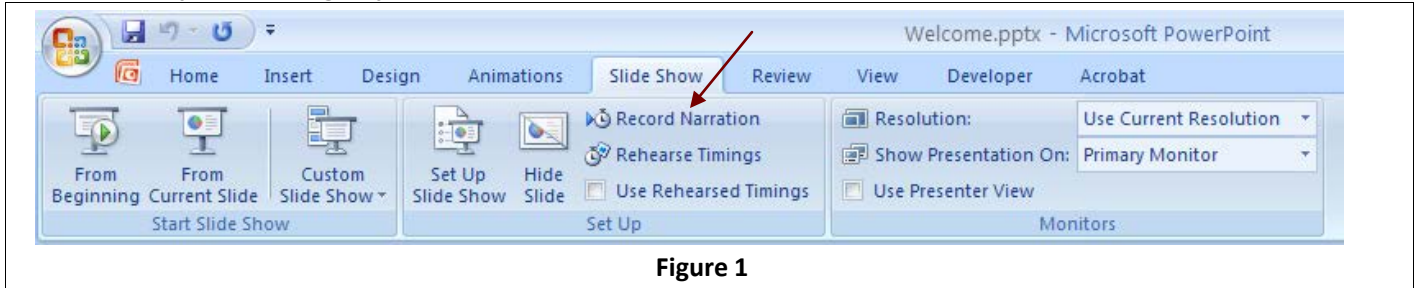 Welcome.pptx - Microsoft PowerPoint
Home Insert Design Animations Slide Show Review View Developer Acrobat
From Beginning
From Current Slide
Custom Slide Show
Set Up Slide Show
Hide Slide
Record Narration
Rehearse Timings
Use Rehearsed Timings
Resolution: Use Current Resolution
Show Presentation On: Primary Monitor
Use Presenter View
Start Slide Show
Set Up
Monitors
Figure 1